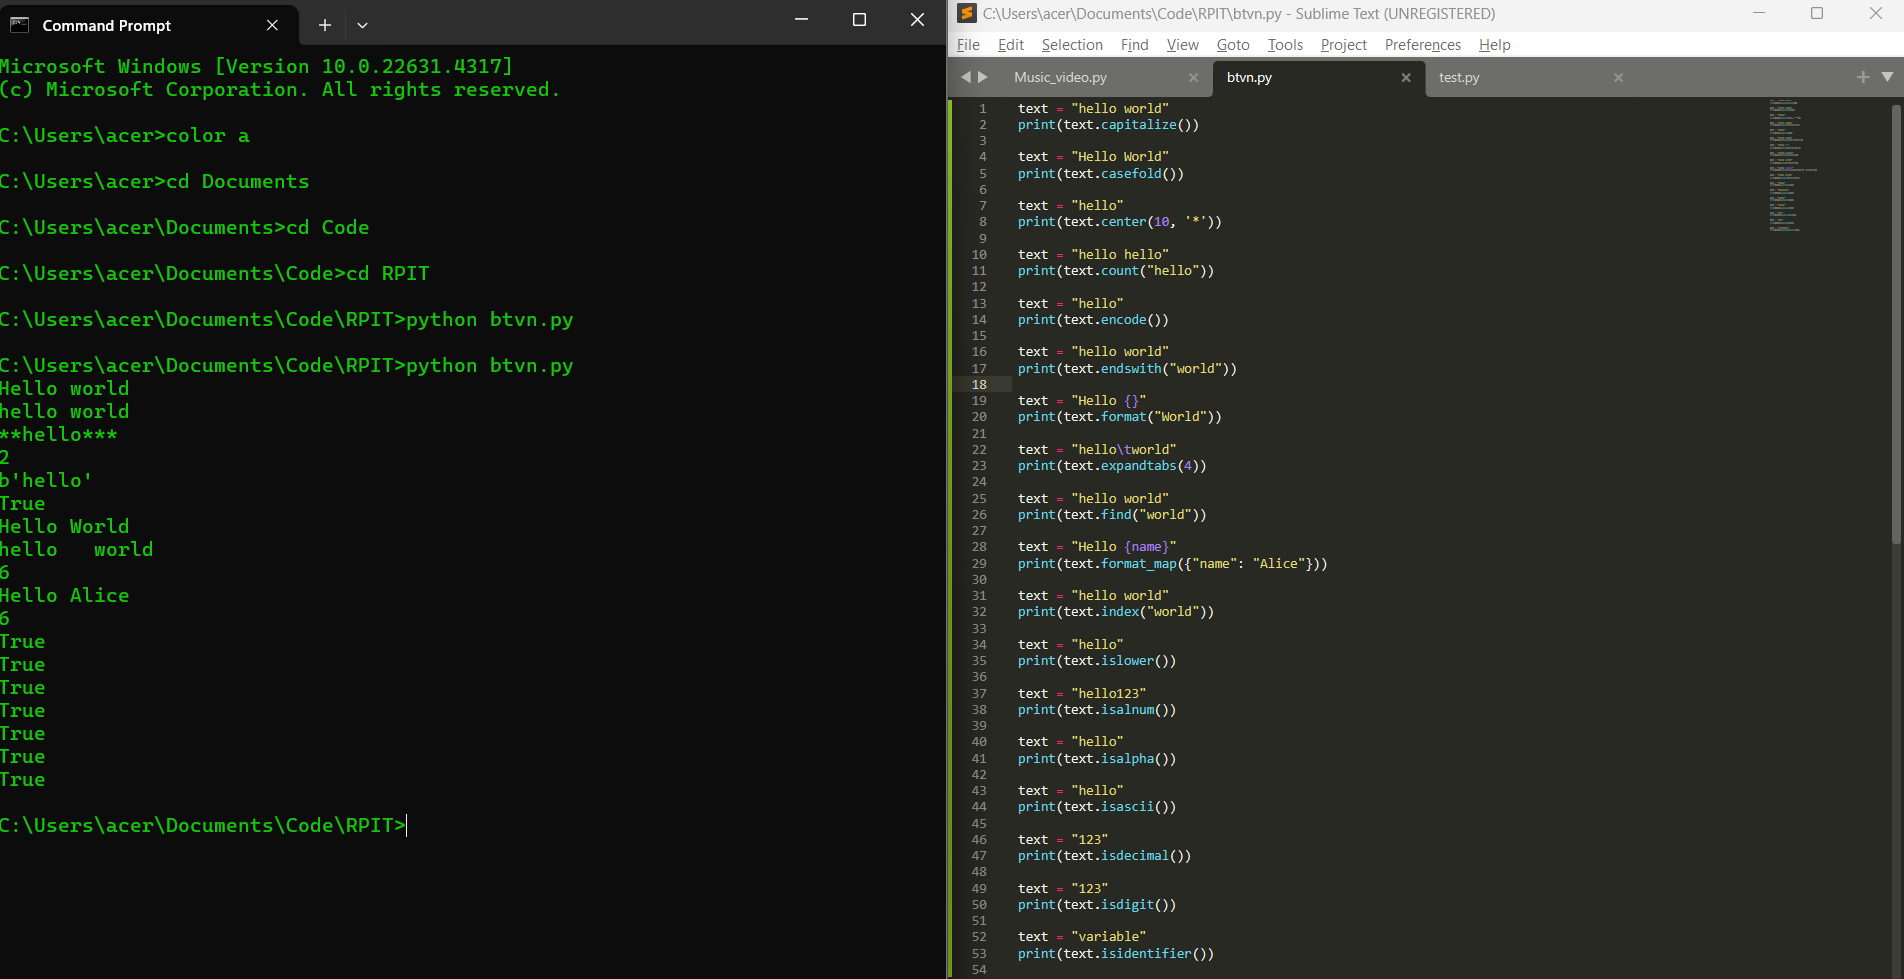 Command Prompt
Microsoft Windows [Version 10.0.22631.4317]
(c) Microsoft Corporation. All rights reserved.
C:\Users\acer>color a
C:\Users\acer>cd Documents
C:\Users\acer\Documents>cd Code
C:\Users\acer\Documents\Code>cd RPIT
C:\Users\acer\Documents\Code\RPIT>python btvn.py
C:\Users\acer\Documents\Code\RPIT>python btvn.py
Hello world
hello world
**hello***
2
b'hello'
True
Hello World
hello   world
6
Hello Alice
6
True
True
True
True
True
True
True
C:\Users\acer\Documents\Code\RPIT>
C:\Users\acer\Documents\Code\RPIT\btvn.py - Sublime Text (UNREGISTERED)
File Edit Selection Find View Goto Tools Project Preferences Help
Music_video.py btvn.py test.py
1 text = "hello world"
2 print(text.capitalize())
3
4 text = "Hello World"
5 print(text.casefold())
6
7 text = "hello"
8 print(text.center(10, '*'))
9
10 text = "hello hello"
11 print(text.count("hello"))
12
13 text = "hello"
14 print(text.encode())
15
16 text = "hello world"
17 print(text.endswith("world"))
18
19 text = "Hello {}"
20 print(text.format("World"))
21
22 text = "hello\tworld"
23 print(text.expandtabs(4))
24
25 text = "hello world"
26 print(text.find("world"))
27
28 text = "Hello {name}"
29 print(text.format_map({"name": "Alice"}))
30
31 text = "hello world"
32 print(text.index("world"))
33
34 text = "hello"
35 print(text.islower())
36
37 text = "hello123"
38 print(text.isalnum())
39
40 text = "hello"
41 print(text.isalpha())
42
43 text = "hello"
44 print(text.isascii())
45
46 text = "123"
47 print(text.isdecimal())
48
49 text = "123"
50 print(text.isdigit())
51
52 text = "variable"
53 print(text.isidentifier())
54